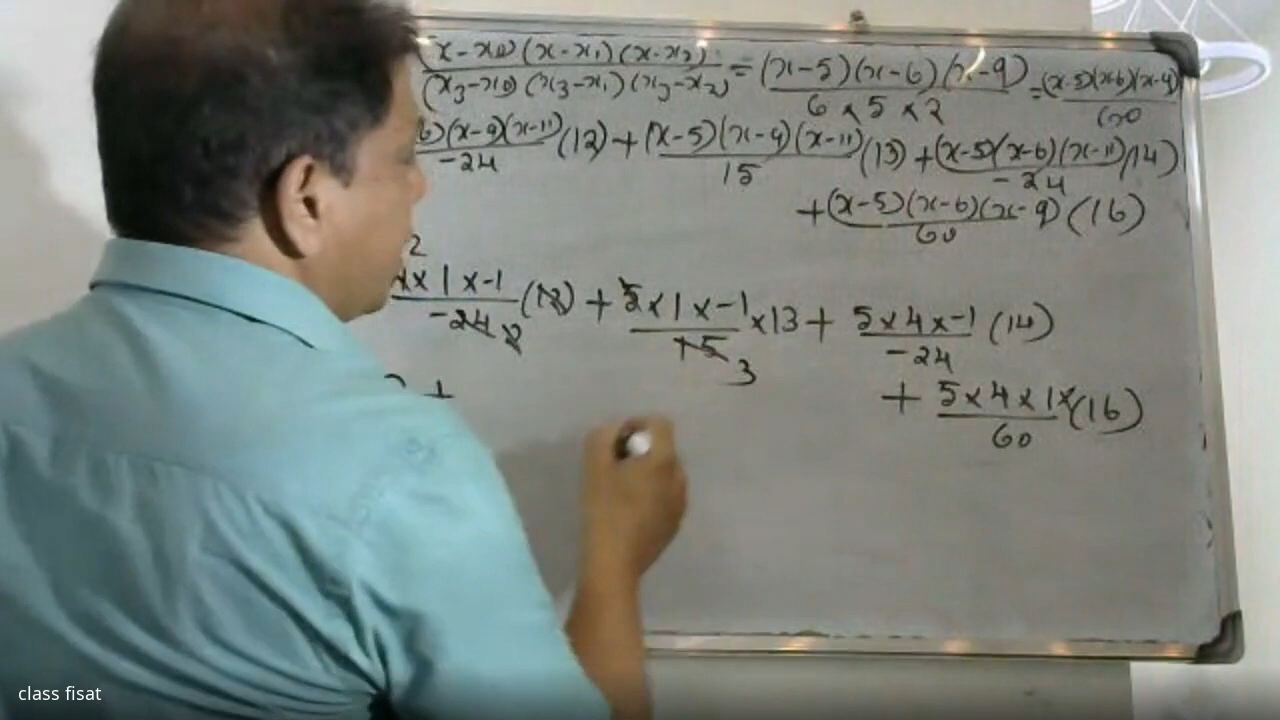 (x-x0)(x-x1)(x-x2) / (x3-x0)(x3-x1)(x3-x2) = (x-5)(x-6)(x-9) / 6×5×2 = (x-5)(x-6)(x-9) / 60
6)(x-9)(x-11) / -24 (12) + (x-5)(x-9)(x-11) / 15 (13) + (x-5)(x-6)(x-11) / -24 (14)
+ (x-5)(x-6)(x-9) / 60 (16)
2
× 1 × -1 / -24 2 (12) + 5 × 1 × -1 / 15 3 × 13 + 5 × 4 × -1 / -24 (14)
+ 5 × 4 × 1 × / 60 (16)
+
class fisat